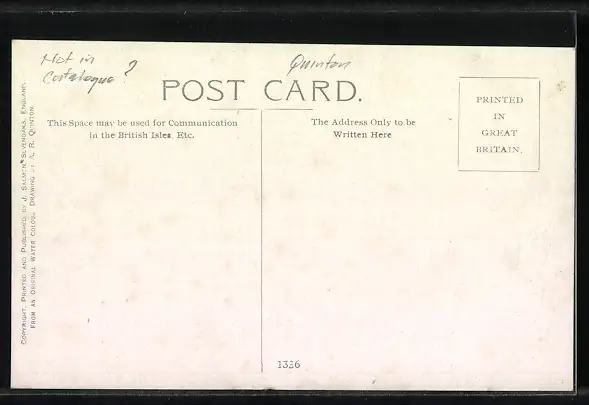 Not in
Catalogue ?
Quinton
POST CARD.
This Space may be used for Communication
in the British Isles, Etc.
The Address Only to be
Written Here
PRINTED
IN
GREAT
BRITAIN.
COPYRIGHT. PRINTED AND PUBLISHED BY J. SALMON, SEVENOAKS, ENGLAND.
FROM AN ORIGINAL WATER COLOUR DRAWING BY A. R. QUINTON.
1336